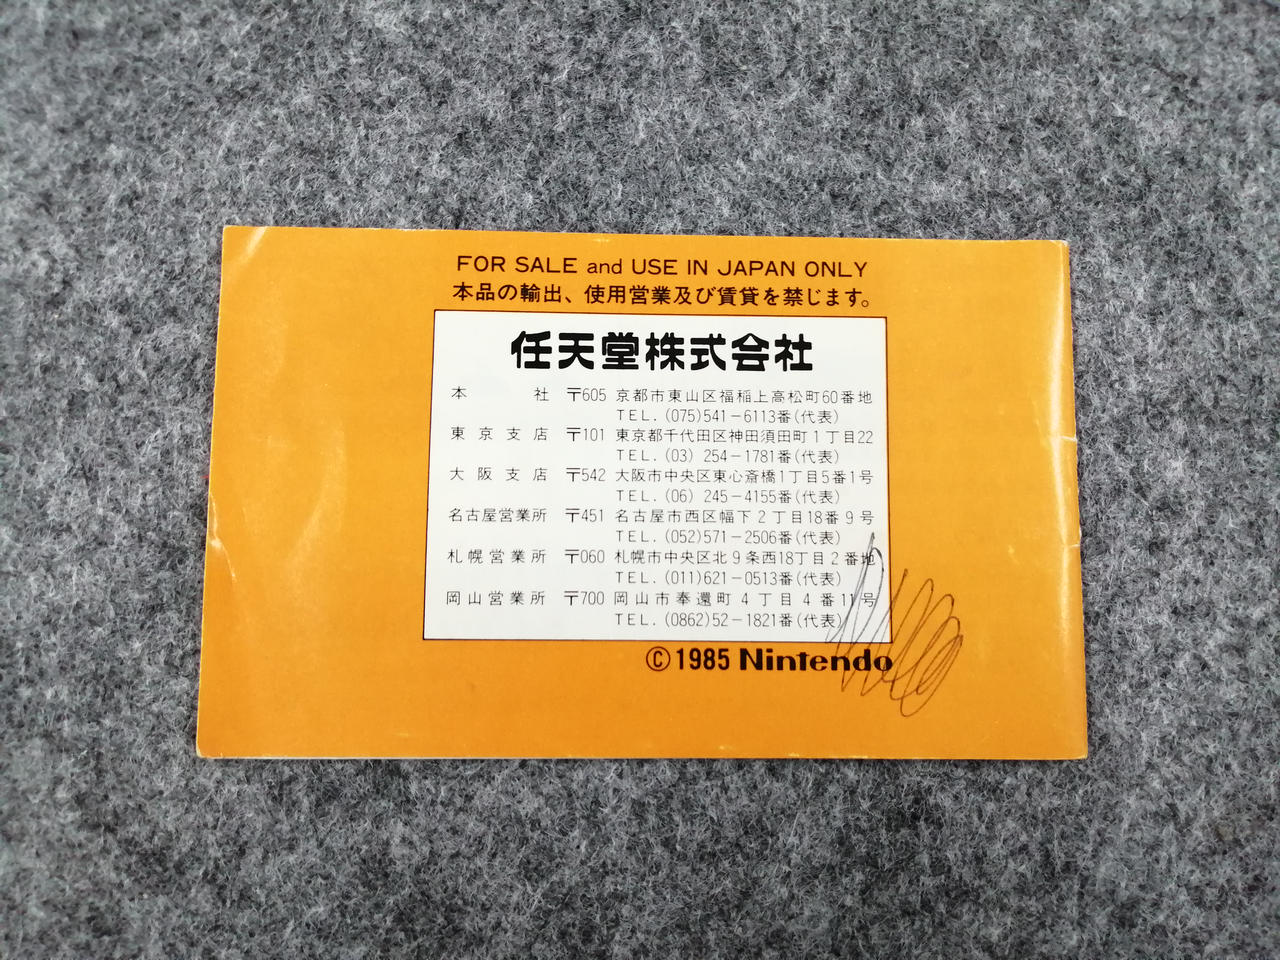 FOR SALE and USE IN JAPAN ONLY
本品の輸出、使用営業及び賃貸を禁じます。
任天堂株式会社
本社 〒605 京都市東山区福稲上高松町60番地
TEL. (075)541-6113番(代表)
東京支店 〒101 東京都千代田区神田須田町1丁目22
TEL. (03) 254-1781番(代表)
大阪支店 〒542 大阪市中央区東心斎橋1丁目5番1号
TEL. (06) 245-4155番(代表)
名古屋営業所 〒451 名古屋市西区幅下2丁目18番9号
TEL. (052)571-2506番(代表)
札幌営業所 〒060 札幌市中央区北9条西18丁目2番地
TEL. (011)621-0513番(代表)
岡山営業所 〒700 岡山市奉還町4丁目4番11号
TEL. (0862)52-1821番(代表)
©1985 Nintendo